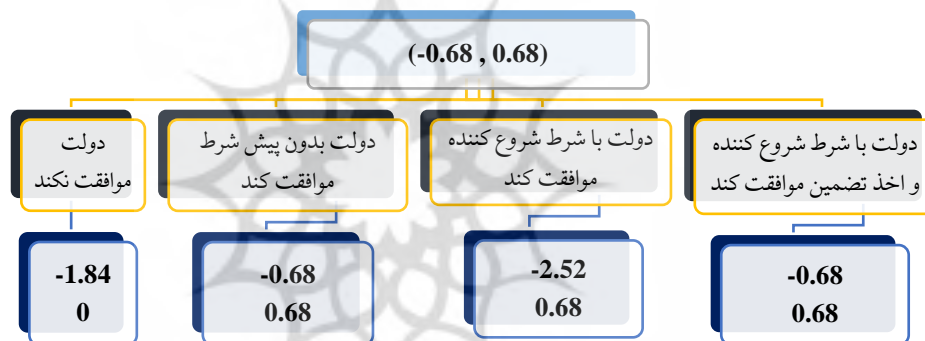 (-0.68 , 0.68)
دولت با شرط شروع کننده
و اخذ تضمین موافقت کند
دولت با شرط شروع کننده
موافقت کند
دولت بدون پیش شرط
موافقت کند
دولت
موافقت نکند
-0.68
0.68
-2.52
0.68
-0.68
0.68
-1.84
0